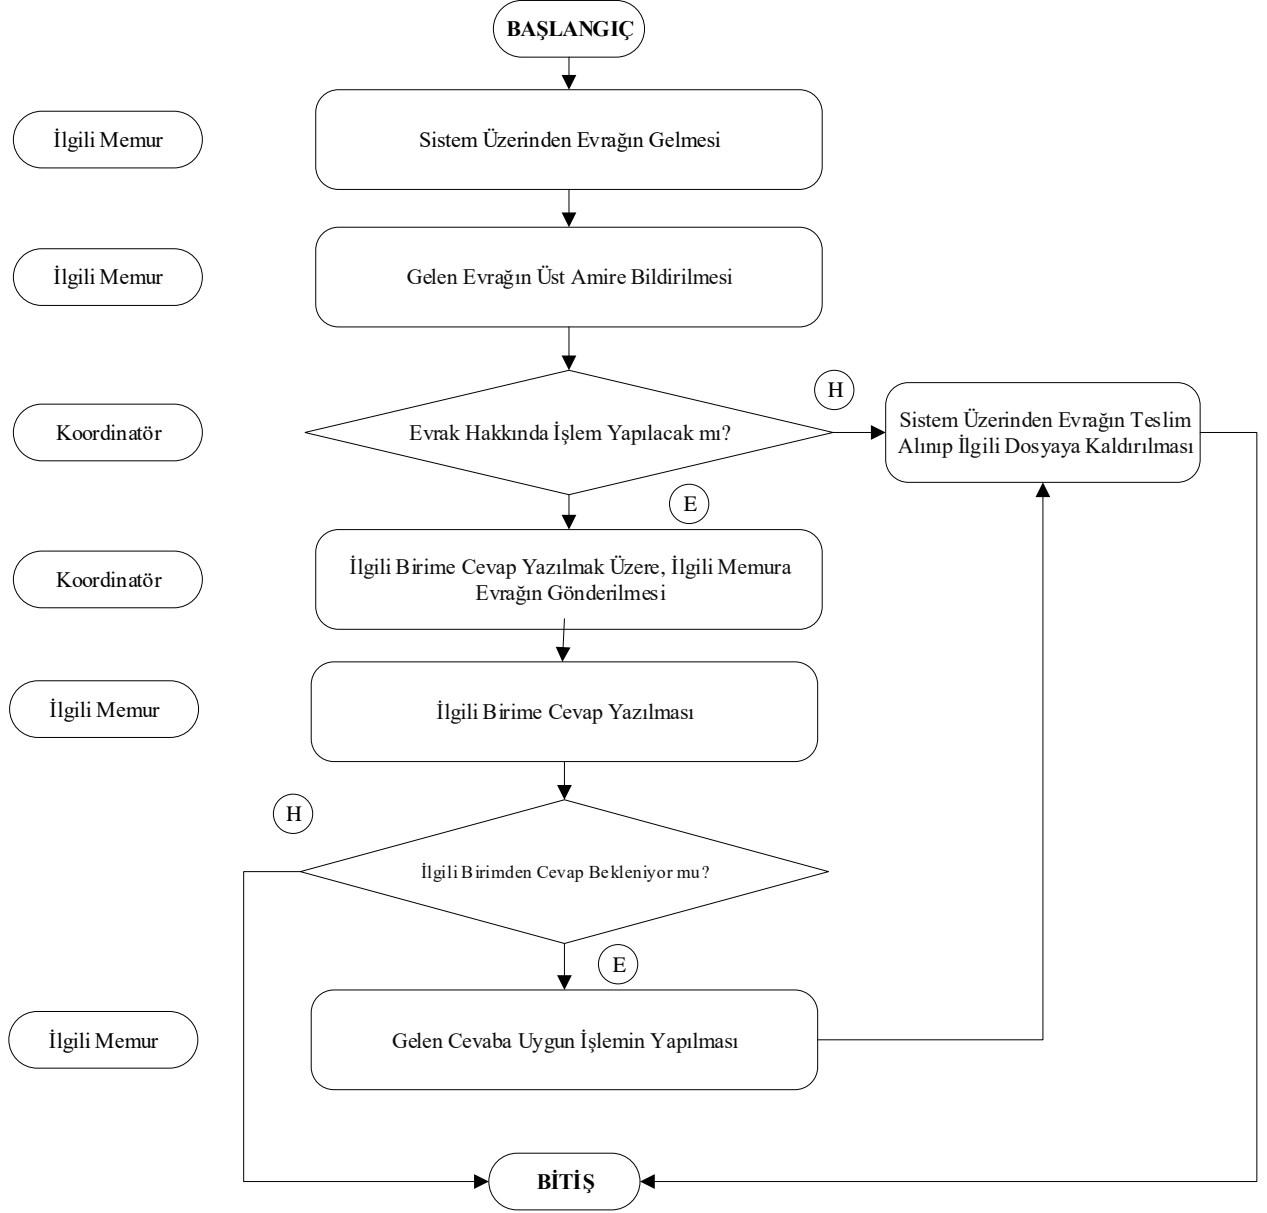 BAŞLANGIÇ
İlgili Memur
Sistem Üzerinden Evrağın Gelmesi
İlgili Memur
Gelen Evrağın Üst Amire Bildirilmesi
Koordinatör
Evrak Hakkında İşlem Yapılacak mı?
H
Sistem Üzerinden Evrağın Teslim
Alınıp İlgili Dosyaya Kaldırılması
E
Koordinatör
İlgili Birime Cevap Yazılmak Üzere, İlgili Memura
Evrağın Gönderilmesi
İlgili Memur
İlgili Birime Cevap Yazılması
H
İlgili Birimden Cevap Bekleniyor mu?
E
İlgili Memur
Gelen Cevaba Uygun İşlemin Yapılması
BİTİŞ